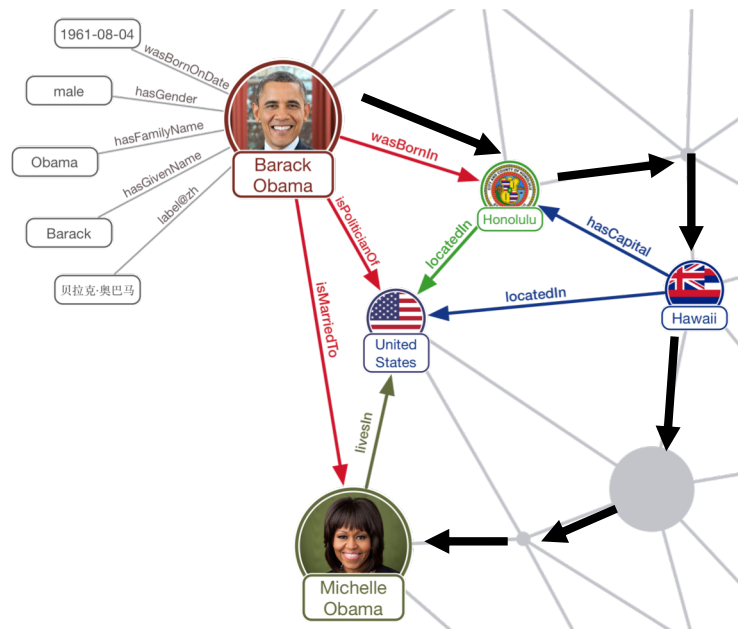 1961-08-04
wasBornOnDate
male
hasGender
hasFamilyName
Obama
Barack
Obama
wasBornIn
hasGivenName
Barack
label@zh
贝拉克·奥巴马
isPoliticianOf
Honolulu
locatedIn
hasCapital
locatedIn
Hawaii
United
States
isMarriedTo
livesIn
Michelle
Obama